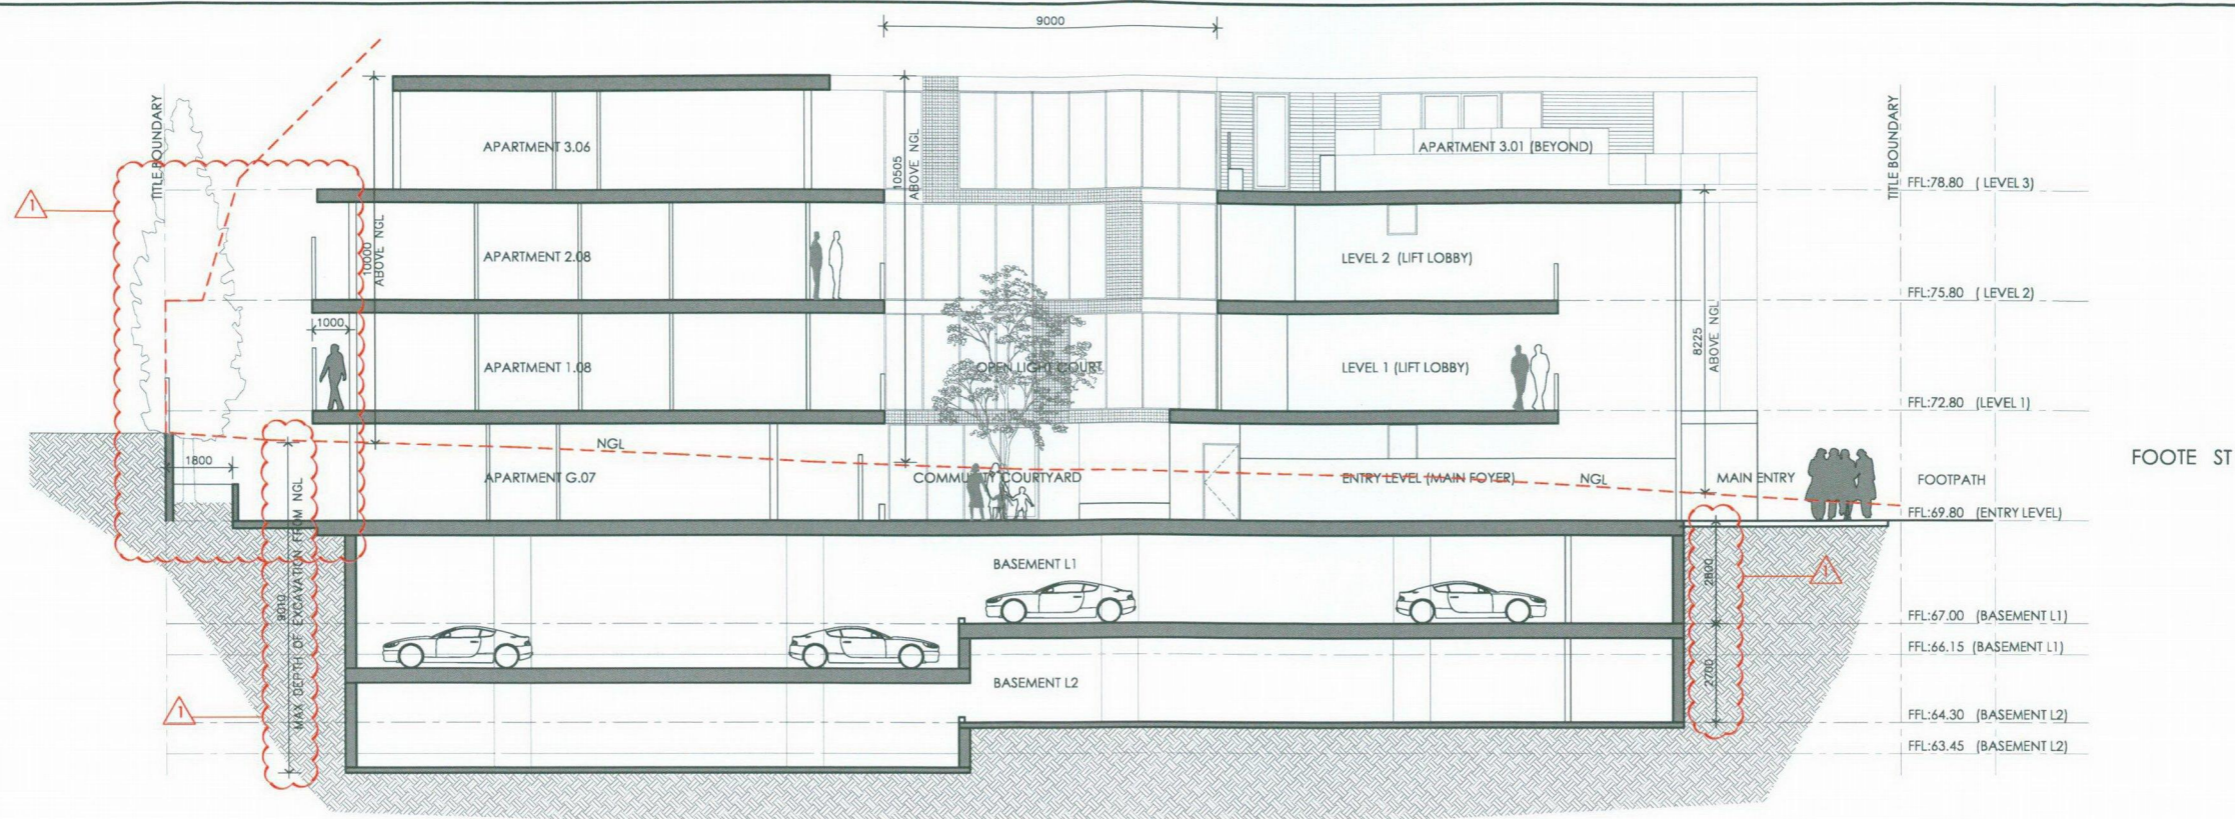 9000
TITLE BOUNDARY
TITLE BOUNDARY
APARTMENT 3.06
10505
ABOVE NGL
APARTMENT 3.01 (BEYOND)
FFL:78.80 ( LEVEL 3)
1
10000
ABOVE NGL
APARTMENT 2.08
LEVEL 2 (LIFT LOBBY)
FFL:75.80 ( LEVEL 2)
1000
8225
ABOVE NGL
APARTMENT 1.08
OPEN LIGHT COURT
LEVEL 1 (LIFT LOBBY)
FFL:72.80 (LEVEL 1)
NGL
1800
APARTMENT G.07
COMMUNITY COURTYARD
ENTRY LEVEL (MAIN FOYER)
NGL
MAIN ENTRY
FOOTPATH
FOOTE ST
FFL:69.80 (ENTRY LEVEL)
9010
MAX DEPTH OF EXCAVATION FROM NGL
BASEMENT L1
2800
1
FFL:67.00 (BASEMENT L1)
FFL:66.15 (BASEMENT L1)
BASEMENT L2
2700
1
FFL:64.30 (BASEMENT L2)
FFL:63.45 (BASEMENT L2)